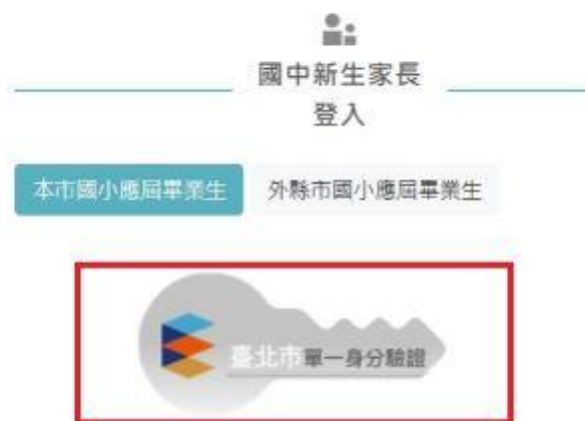 國中新生家長
登入
本市國小應屆畢業生
外縣市國小應屆畢業生
臺北市單一身分驗證